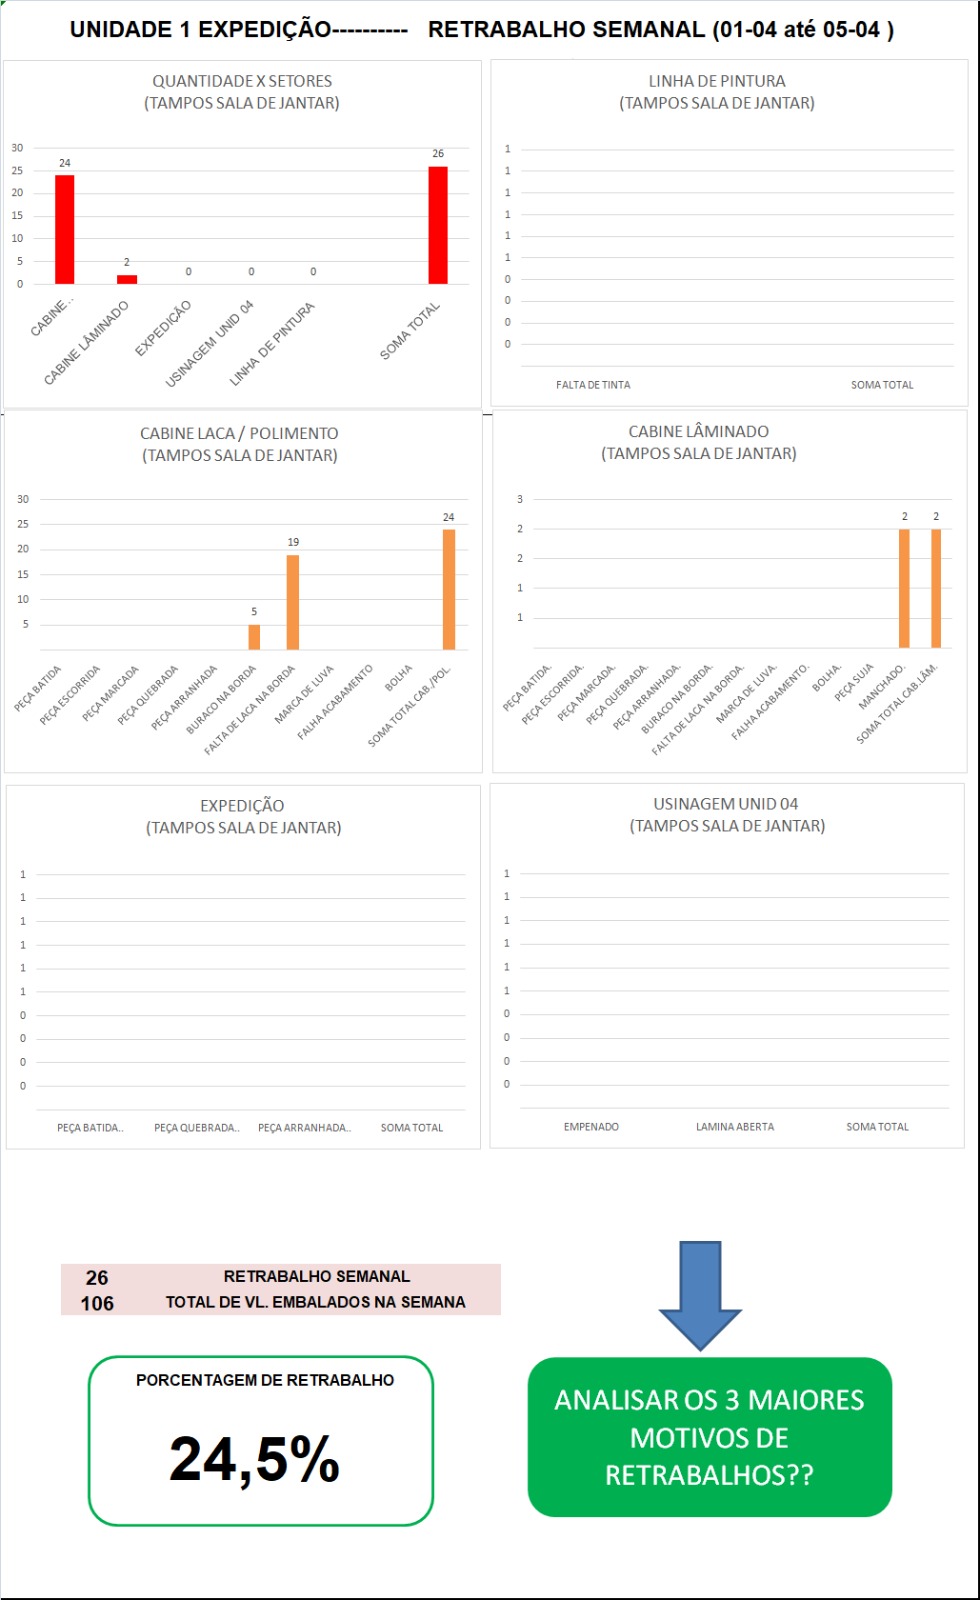 UNIDADE 1 EXPEDIÇÃO---------- RETRABALHO SEMANAL (01-04 até 05-04 )
QUANTIDADE X SETORES
(TAMPOS SALA DE JANTAR)
30
25
20
15
10
5
0
24
2
0
0
0
26
CABINE..
CABINE LÂMINADO
EXPEDIÇÃO
USINAGEM UNID 04
LINHA DE PINTURA
SOMA TOTAL
LINHA DE PINTURA
(TAMPOS SALA DE JANTAR)
1
1
1
1
1
1
0
0
0
0
FALTA DE TINTA
SOMA TOTAL
CABINE LACA / POLIMENTO
(TAMPOS SALA DE JANTAR)
30
25
20
15
10
5
5
19
24
PEÇA BATIDA
PEÇA ESCORRIDA
PEÇA MARCADA
PEÇA QUEBRADA
PEÇA ARRANHADA
BURACO NA BORDA
FALTA DE LACA NA BORDA
MARCA DE LUVA
FALHA ACABAMENTO
BOLHA
SOMA TOTAL CAB./POL.
CABINE LÂMINADO
(TAMPOS SALA DE JANTAR)
3
2
2
1
1
2
2
PEÇA BATIDA.
PEÇA ESCORRIDA.
PEÇA MARCADA.
PEÇA QUEBRADA.
PEÇA ARRANHADA.
BURACO NA BORDA.
FALTA DE LACA NA BORDA.
MARCA DE LUVA.
FALHA ACABAMENTO.
BOLHA.
PEÇA SUJA
MANCHADO.
SOMA TOTAL CAB.LÂM.
EXPEDIÇÃO
(TAMPOS SALA DE JANTAR)
1
1
1
1
1
1
0
0
0
0
PEÇA BATIDA..
PEÇA QUEBRADA..
PEÇA ARRANHADA..
SOMA TOTAL
USINAGEM UNID 04
(TAMPOS SALA DE JANTAR)
1
1
1
1
1
1
0
0
0
0
EMPENADO
LAMINA ABERTA
SOMA TOTAL
26 RETRABALHO SEMANAL
106 TOTAL DE VL. EMBALADOS NA SEMANA
PORCENTAGEM DE RETRABALHO
24,5%
ANALISAR OS 3 MAIORES
MOTIVOS DE
RETRABALHOS??